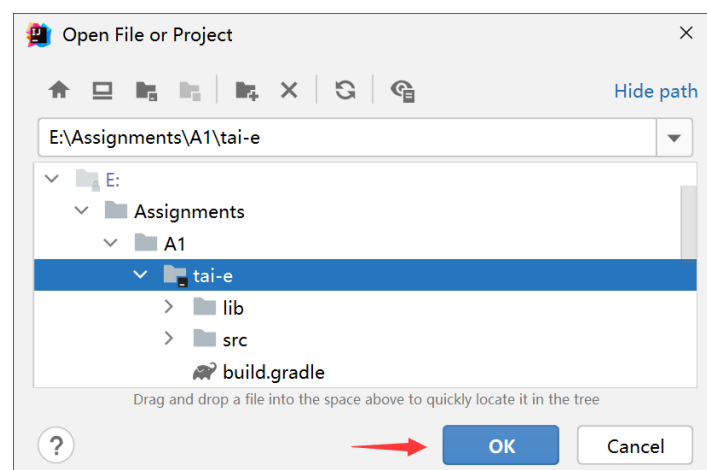 Open File or Project
Hide path
E:\Assignments\A1\tai-e
E:
Assignments
A1
tai-e
lib
src
build.gradle
Drag and drop a file into the space above to quickly locate it in the tree
? OK Cancel